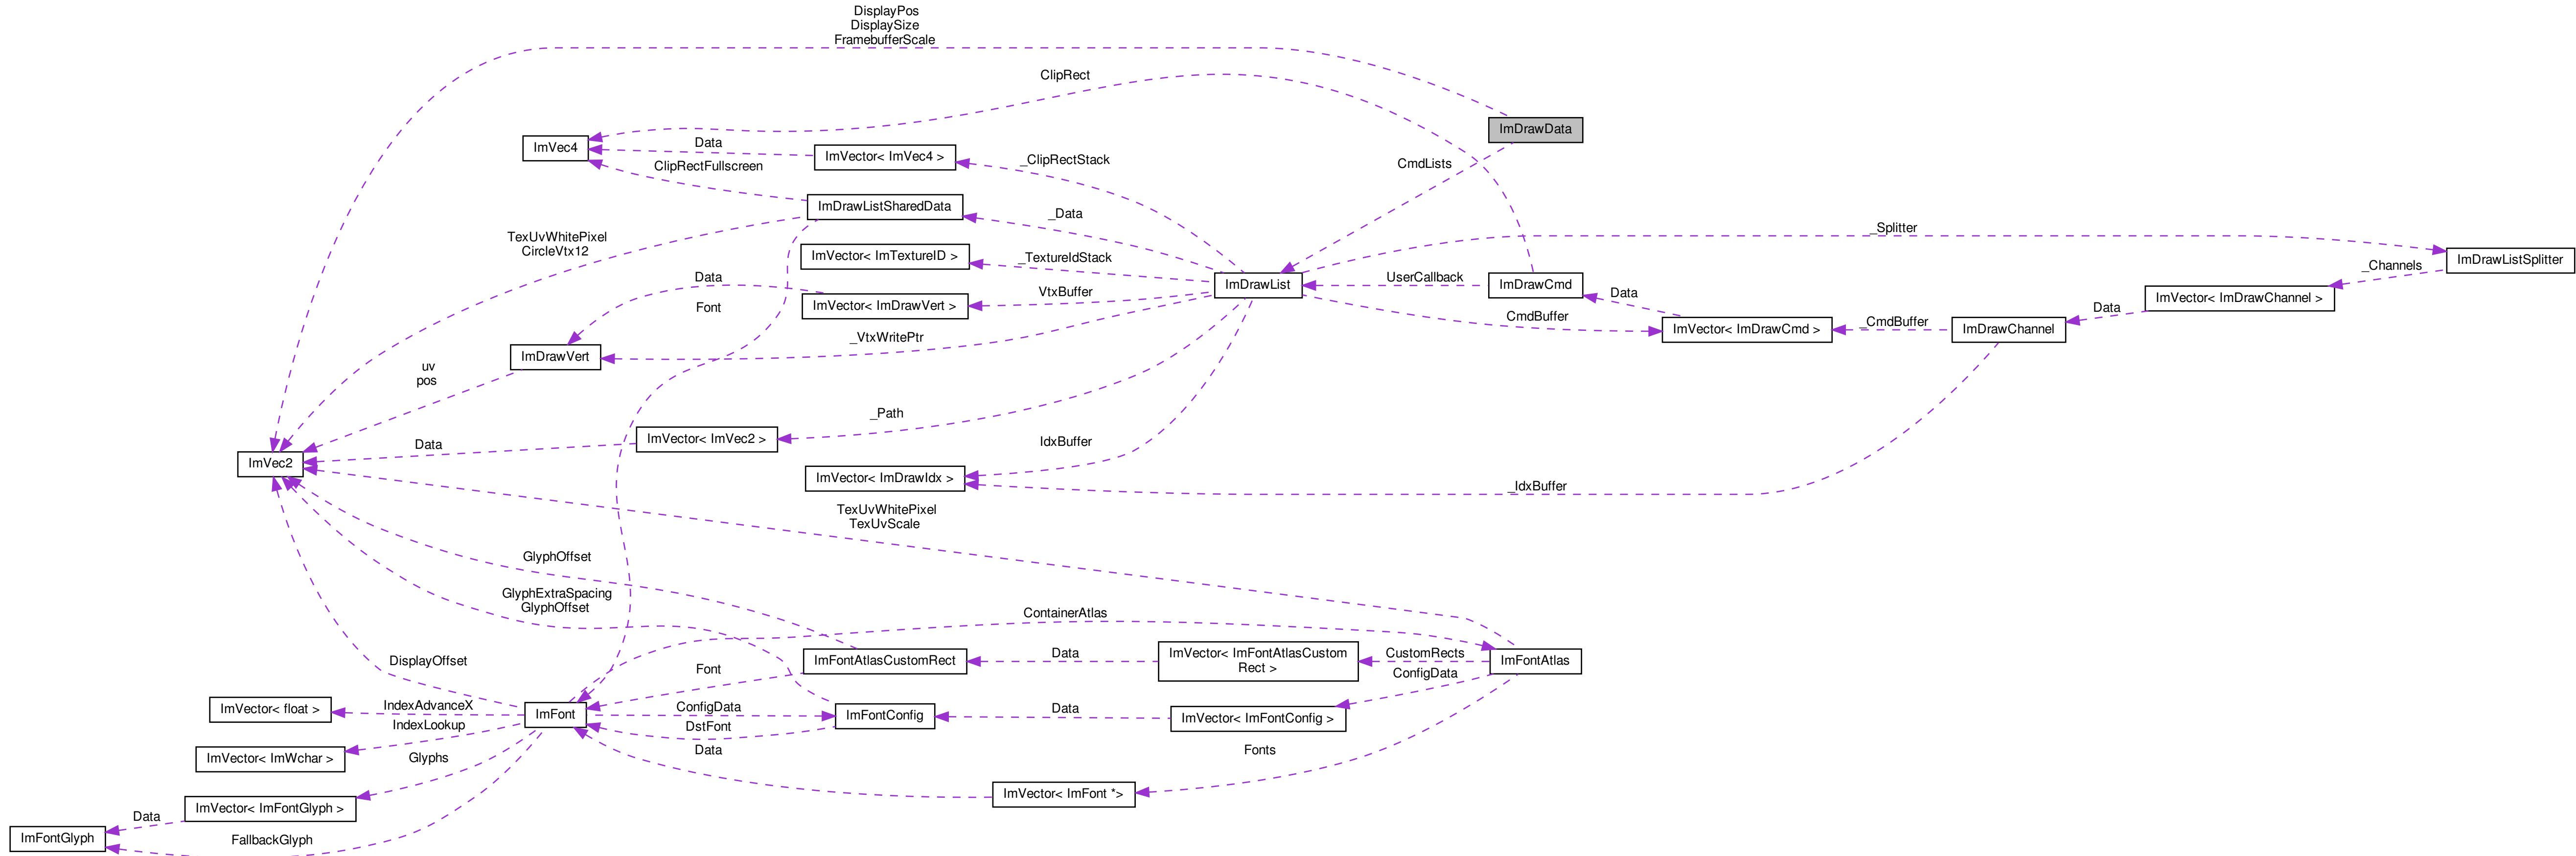 DisplayPos
DisplaySize
FramebufferScale
ClipRect
ImDrawData
ImVec4
Data
ImVector< ImVec4 >
_ClipRectStack
CmdLists
ClipRectFullscreen
ImDrawListSharedData
_Data
_Splitter
TexUvWhitePixel
CircleVtx12
ImVector< ImTextureID >
_TextureIdStack
ImDrawListSplitter
_Channels
Data
ImDrawList
UserCallback
ImDrawCmd
VtxBuffer
Data
ImVector< ImDrawChannel >
Font
ImVector< ImDrawVert >
Data
CmdBuffer
ImVector< ImDrawCmd >
_CmdBuffer
ImDrawChannel
_VtxWritePtr
ImDrawVert
uv
pos
_Path
Data
ImVector< ImVec2 >
IdxBuffer
ImVec2
ImVector< ImDrawIdx >
_IdxBuffer
TexUvWhitePixel
TexUvScale
GlyphOffset
GlyphExtraSpacing
GlyphOffset
ContainerAtlas
DisplayOffset
Font
ImFontAtlasCustomRect
Data
ImVector< ImFontAtlasCustom
Rect >
CustomRects
ConfigData
ImFontAtlas
ImVector< float >
IndexAdvanceX
IndexLookup
ImFont
ConfigData
DstFont
ImFontConfig
Data
ImVector< ImFontConfig >
ImVector< ImWchar >
Glyphs
Data
Fonts
ImVector< ImFont *>
ImVector< ImFontGlyph >
Data
ImFontGlyph
FallbackGlyph